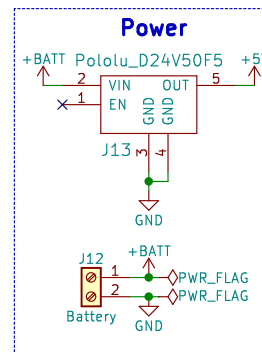 Power
+BATT Pololu_D24V50F5 +5
2 VIN OUT 5
1 EN
GND GND
J13 3 4
GND
J12 +BATT
1 PWR_FLAG
2 PWR_FLAG
Battery GND